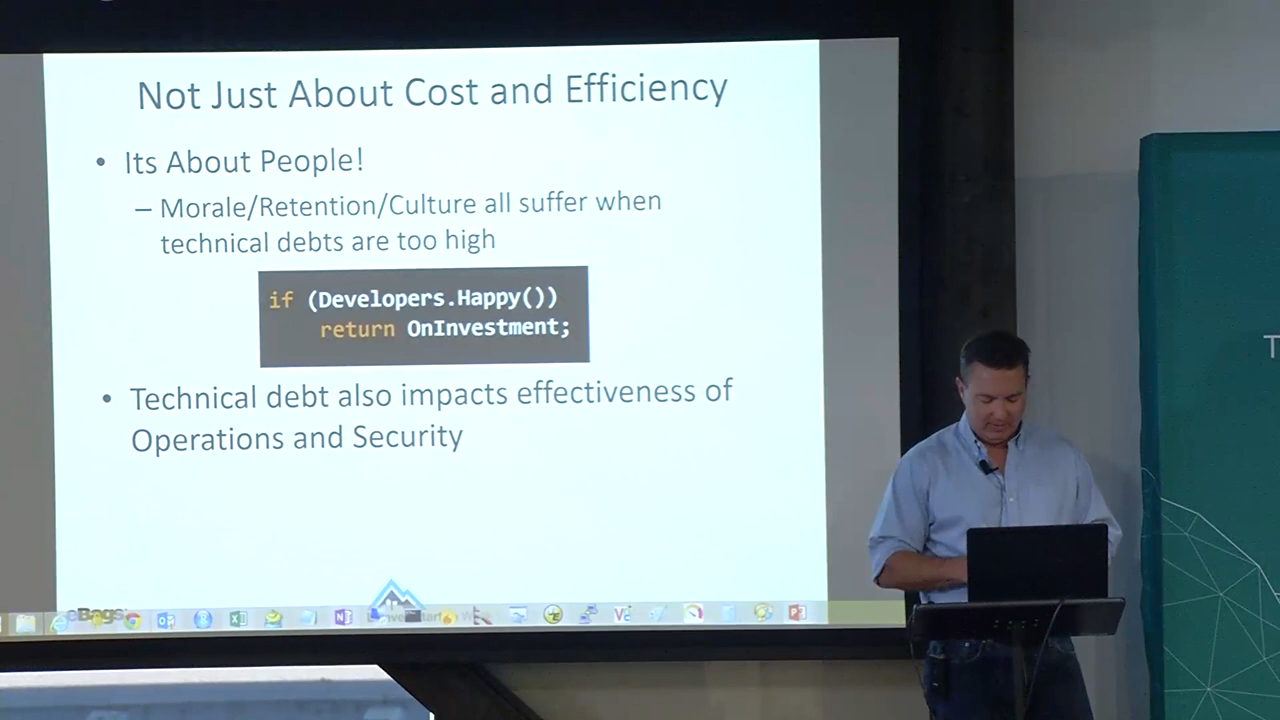 Not Just About Cost and Efficiency
• Its About People!
– Morale/Retention/Culture all suffer when
technical debts are too high
if (Developers.Happy())
return OnInvestment;
• Technical debt also impacts effectiveness of
Operations and Security
eBags
T